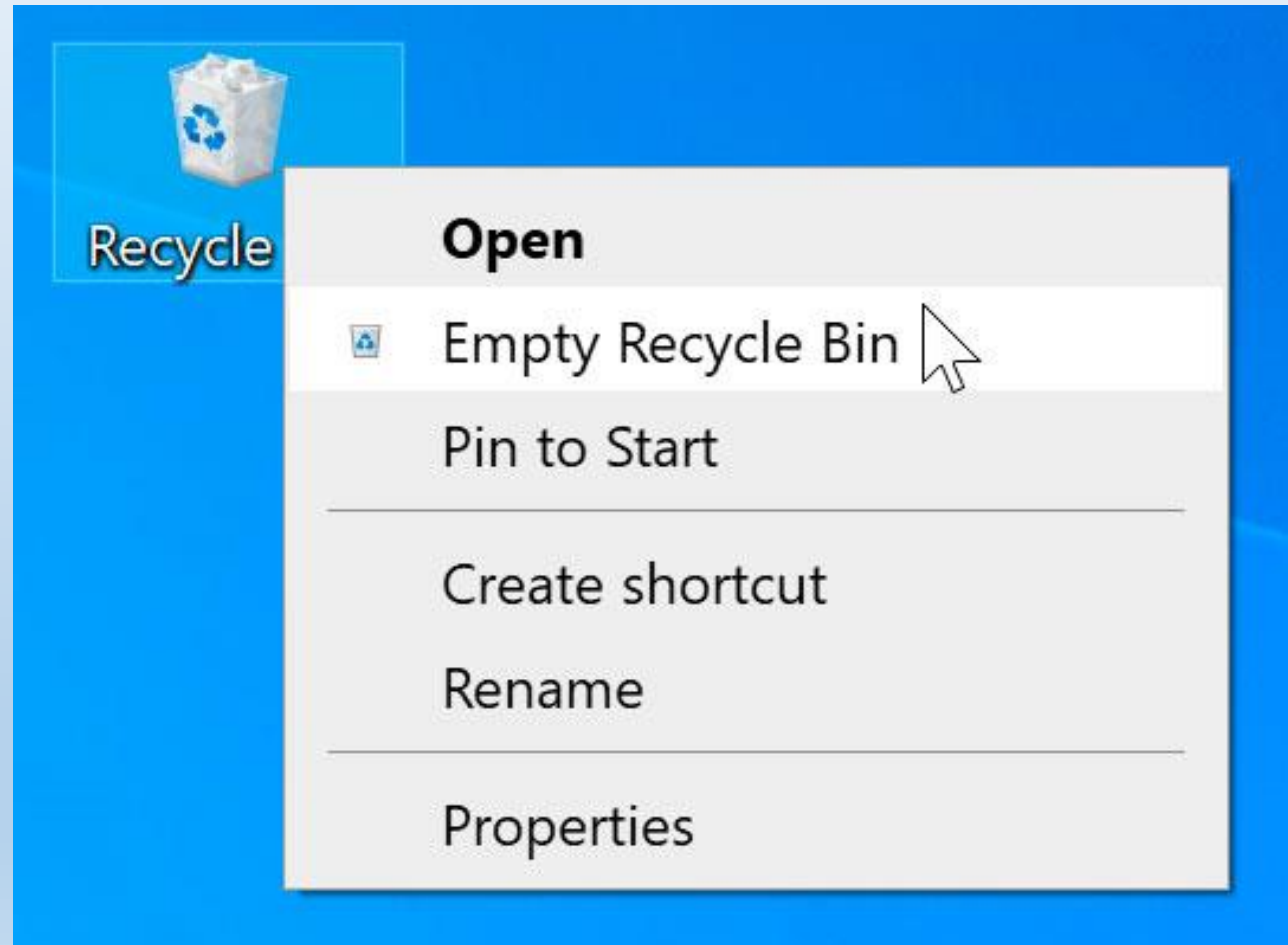 Recycle
Open
Empty Recycle Bin
Pin to Start
Create shortcut
Rename
Properties